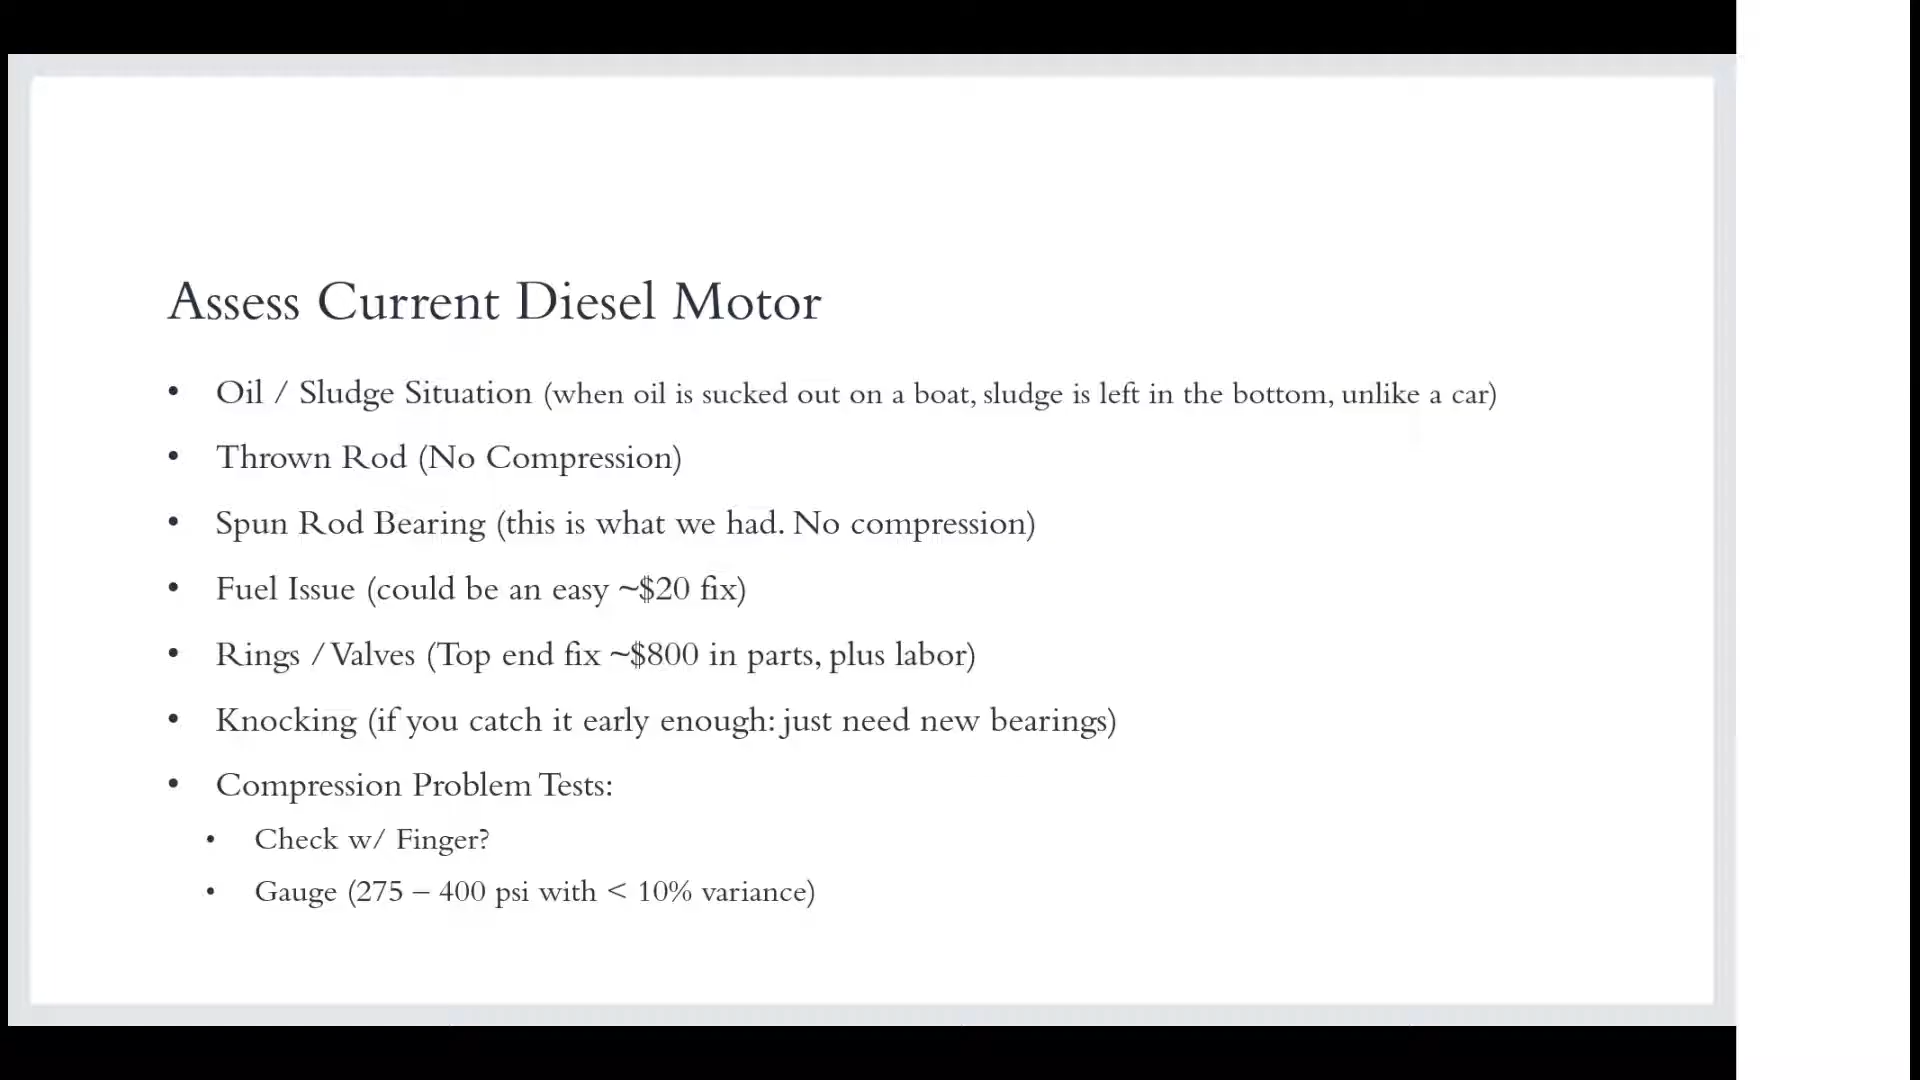 Assess Current Diesel Motor
• Oil / Sludge Situation (when oil is sucked out on a boat, sludge is left in the bottom, unlike a car)
• Thrown Rod (No Compression)
• Spun Rod Bearing (this is what we had. No compression)
• Fuel Issue (could be an easy ~$20 fix)
• Rings / Valves (Top end fix ~$800 in parts, plus labor)
• Knocking (if you catch it early enough: just need new bearings)
• Compression Problem Tests:
• Check w/ Finger?
• Gauge (275 – 400 psi with < 10% variance)